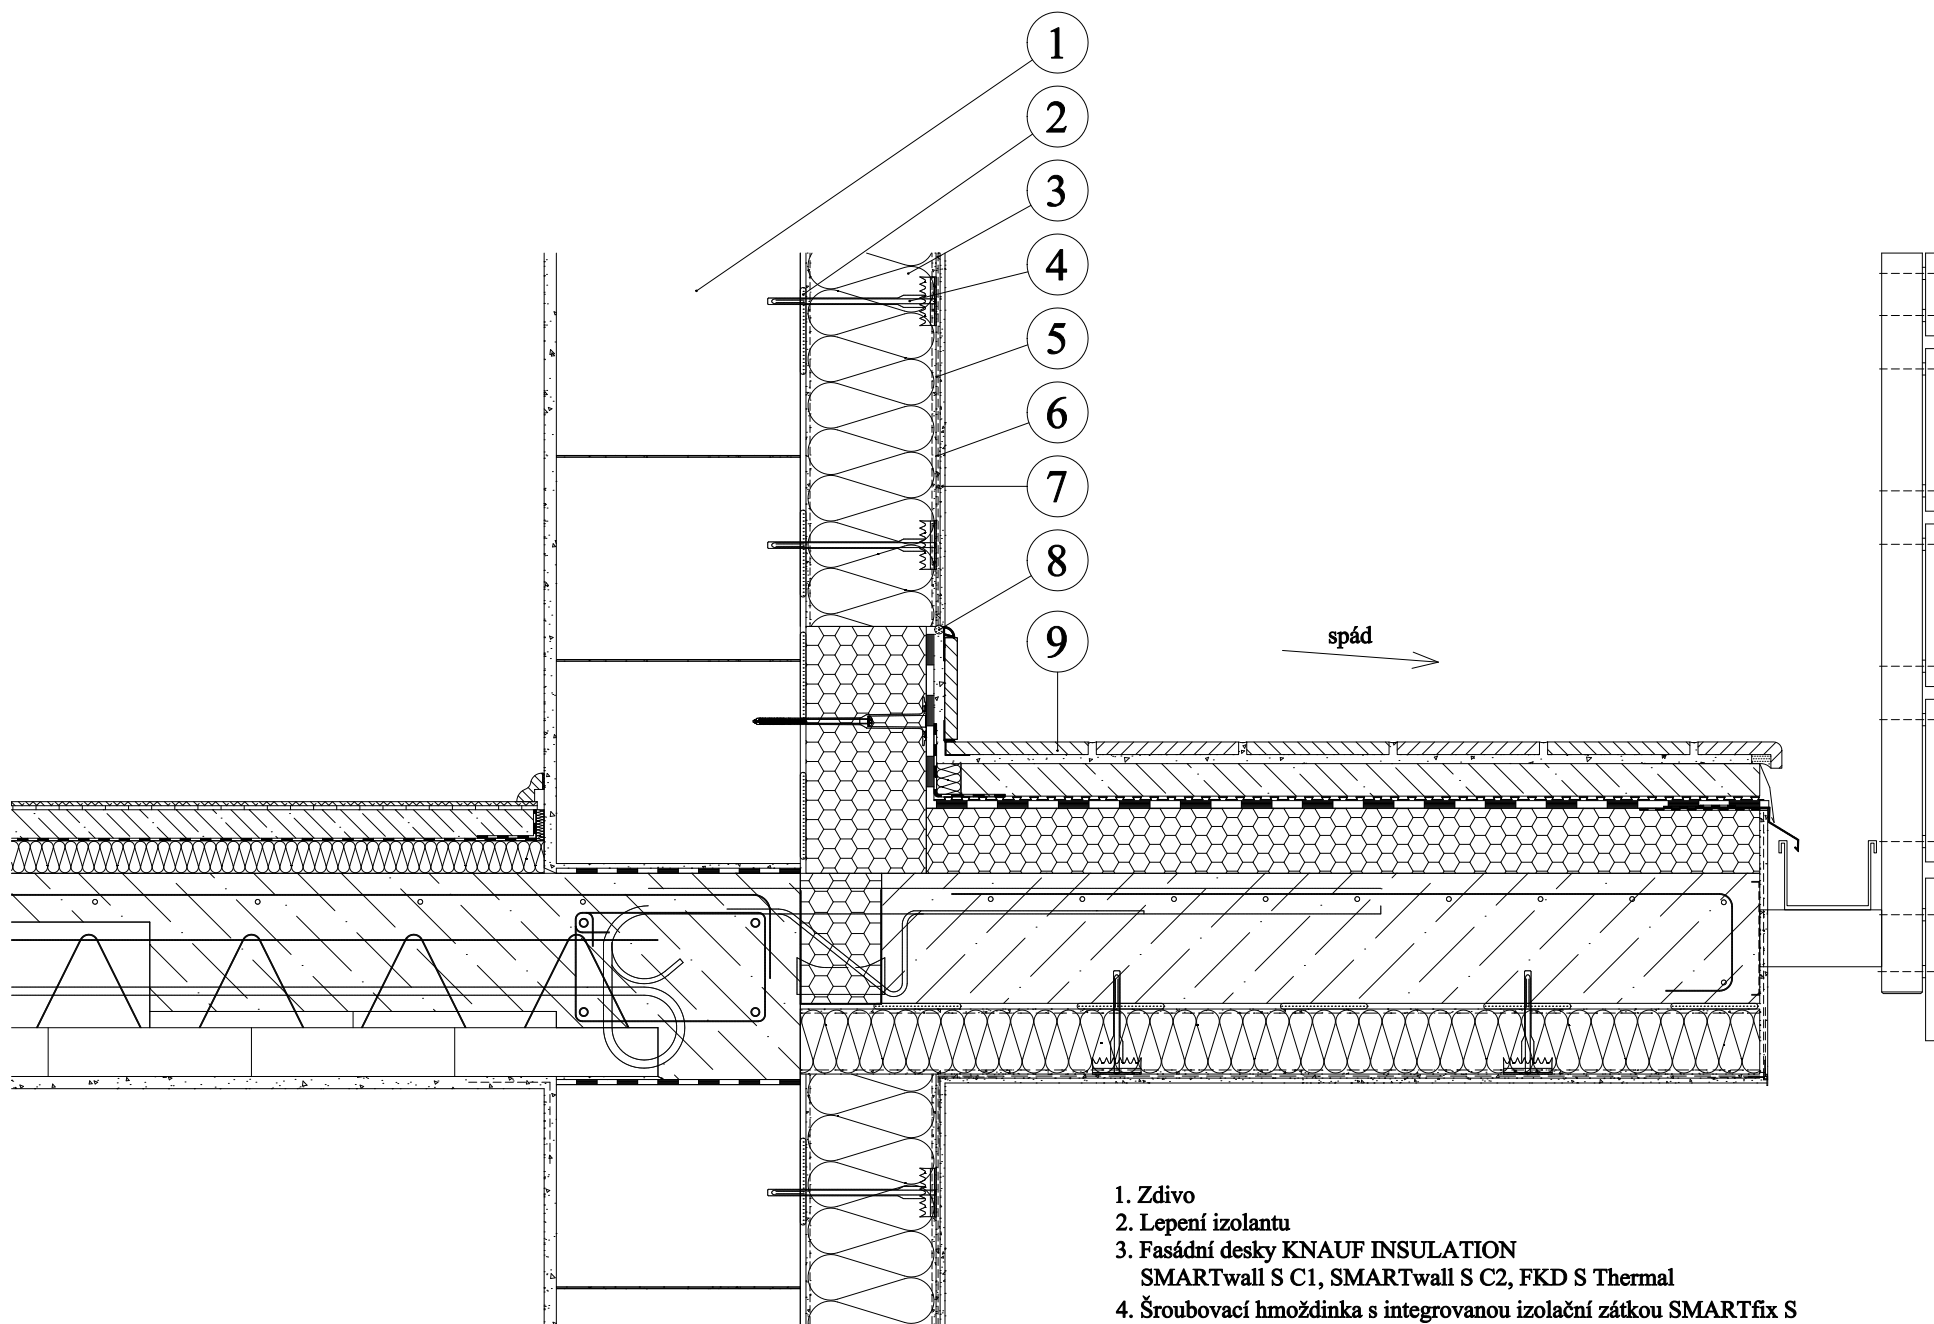 1
2
3
4
5
6
7
8
9
spád
1. Zdivo
2. Lepení izolantu
3. Fasádní desky KNAUF INSULATION
SMARTwall S C1, SMARTwall S C2, FKD S Thermal
4. Šroubovací hmoždinka s integrovanou izolační zátkou SMARTfix S